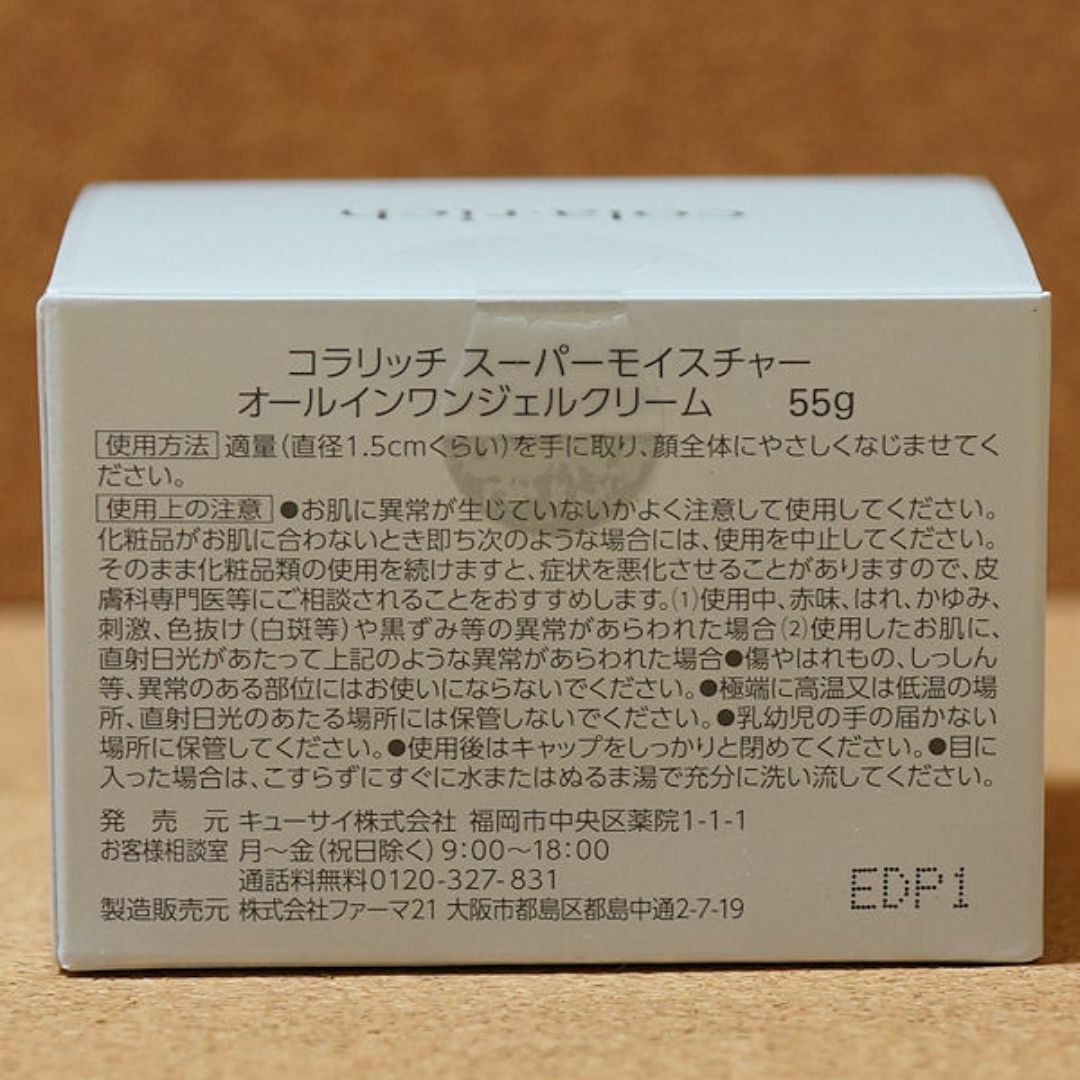 cola·rich
コラリッチ スーパーモイスチャー
オールインワンジェルクリーム 55g
使用方法 適量(直径1.5cmくらい)を手に取り、顔全体にやさしくなじませてく
ださい。
使用上の注意 ●お肌に異常が生じていないかよく注意して使用してください。
化粧品がお肌に合わないとき即ち次のような場合には、使用を中止してください。
そのまま化粧品類の使用を続けますと、症状を悪化させることがありますので、皮
膚科専門医等にご相談されることをおすすめします。(1)使用中、赤味、はれ、かゆみ、
刺激、色抜け(白斑等)や黒ずみ等の異常があらわれた場合(2)使用したお肌に、
直射日光があたって上記のような異常があらわれた場合●傷やはれもの、しっしん
等、異常のある部位にはお使いにならないでください。●極端に高温又は低温の場
所、直射日光のあたる場所には保管しないでください。●乳幼児の手の届かない
場所に保管してください。●使用後はキャップをしっかりと閉めてください。●目に
入った場合は、こすらずにすぐに水またはぬるま湯で充分に洗い流してください。
発売元 キューサイ株式会社 福岡市中央区薬院1-1-1
お客様相談室 月〜金(祝日除く)9:00〜18:00
通話料無料0120-327-831
製造販売元 株式会社ファーマ21 大阪市都島区都島中通2-7-19
EDP1